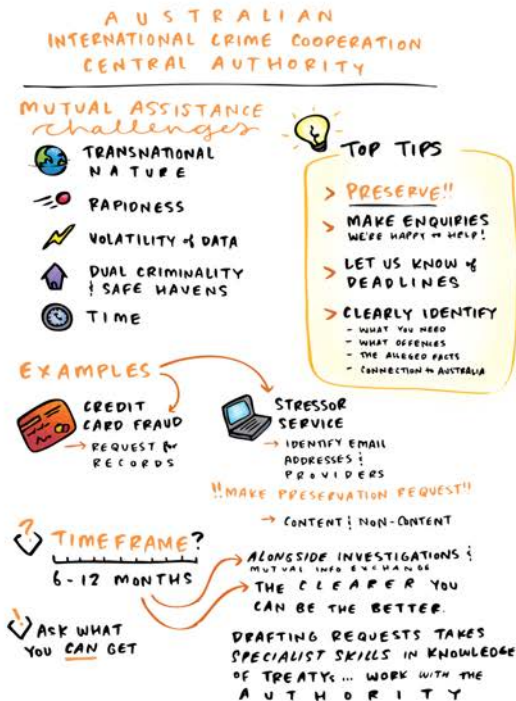 AUSTRALIAN
INTERNATIONAL CRIME COOPERATION
CENTRAL AUTHORITY
MUTUAL ASSISTANCE
challenges
TRANSNATIONAL
NATURE
RAPIDNESS
VOLATILITY of DATA
DUAL CRIMINALITY
& SAFE HAVENS
TIME
TOP TIPS
> PRESERVE!!
> MAKE ENQUIRIES
WE'RE HAPPY to HELP!
> LET US KNOW of
DEADLINES
> CLEARLY IDENTIFY
- WHAT YOU NEED
- WHAT OFFENCES
- THE ALLEGED FACTS
- CONNECTION to AUSTRALIA
EXAMPLES
CREDIT
CARD FRAUD
→ REQUEST for
RECORDS
STRESSOR
SERVICE
→ IDENTIFY EMAIL
ADDRESSES &
PROVIDERS
!!MAKE PRESERVATION REQUEST!!
→ CONTENT & NON-CONTENT
? TIMEFRAME?
6-12 MONTHS
ALONGSIDE INVESTIGATIONS &
MUTUAL INFO EXCHANGE
THE CLEARER YOU
CAN BE THE BETTER.
! ASK WHAT
YOU CAN GET
DRAFTING REQUESTS TAKES
SPECIALIST SKILLS IN KNOWLEDGE
OF TREATYS... WORK WITH THE
AUTHORITY